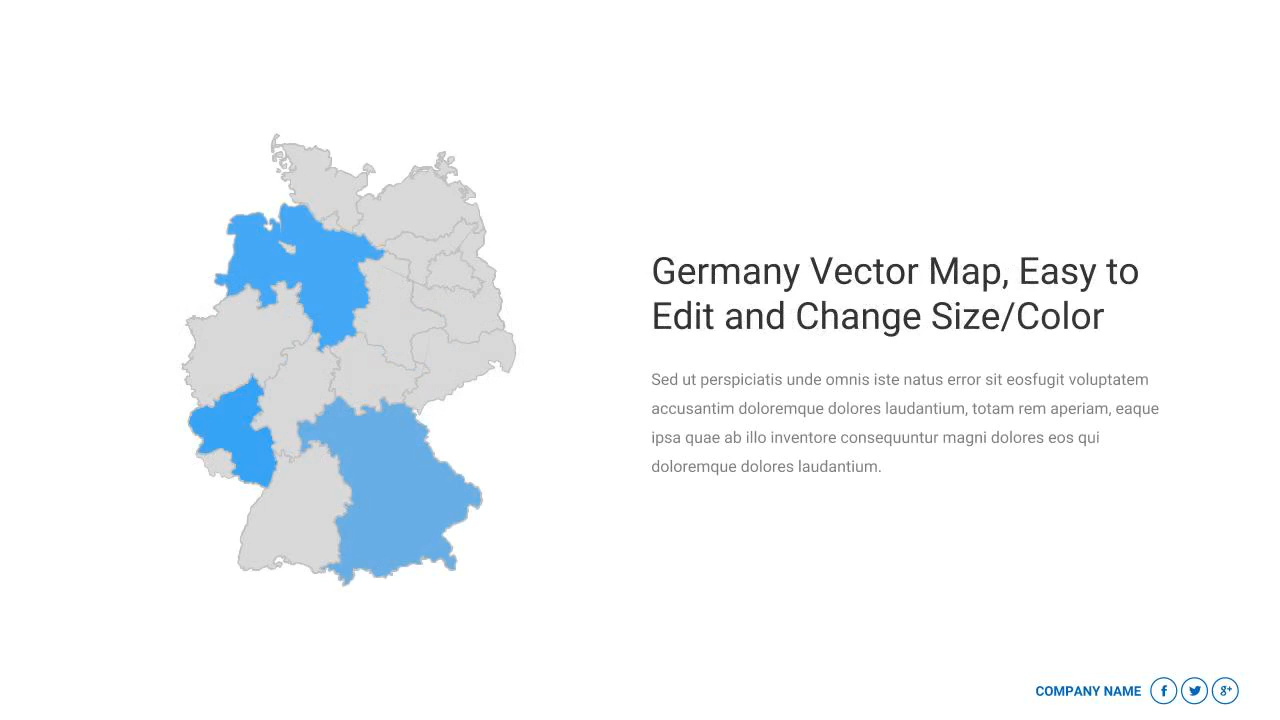 Germany Vector Map, Easy to
Edit and Change Size/Color
Sed ut perspiciatis unde omnis iste natus error sit eosfugit voluptatem
accusantim doloremque dolores laudantium, totam rem aperiam, eaque
ipsa quae ab illo inventore consequuntur magni dolores eos qui
doloremque dolores laudantium.
COMPANY NAME